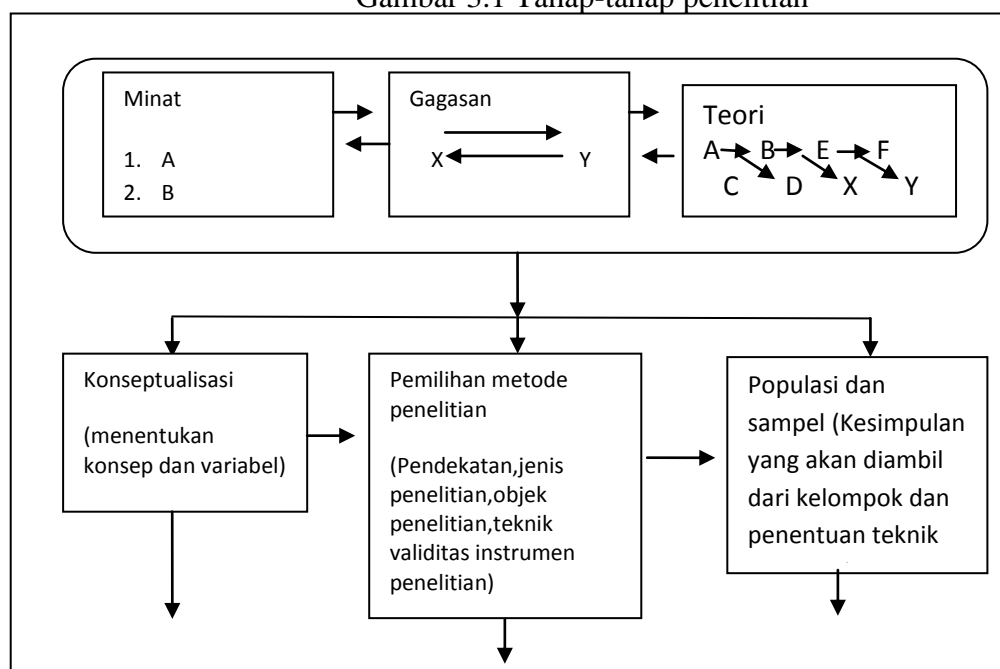 Gambar 3.1 Tahap-tahap penelitian
Minat
1. A
2. B
Gagasan
X Y
Teori
A B E F
C D X Y
Konseptualisasi
(menentukan
konsep dan variabel)
Pemilihan metode
penelitian
(Pendekatan,jenis
penelitian,objek
penelitian,teknik
validitas instrumen
penelitian)
Populasi dan
sampel (Kesimpulan
yang akan diambil
dari kelompok dan
penentuan teknik